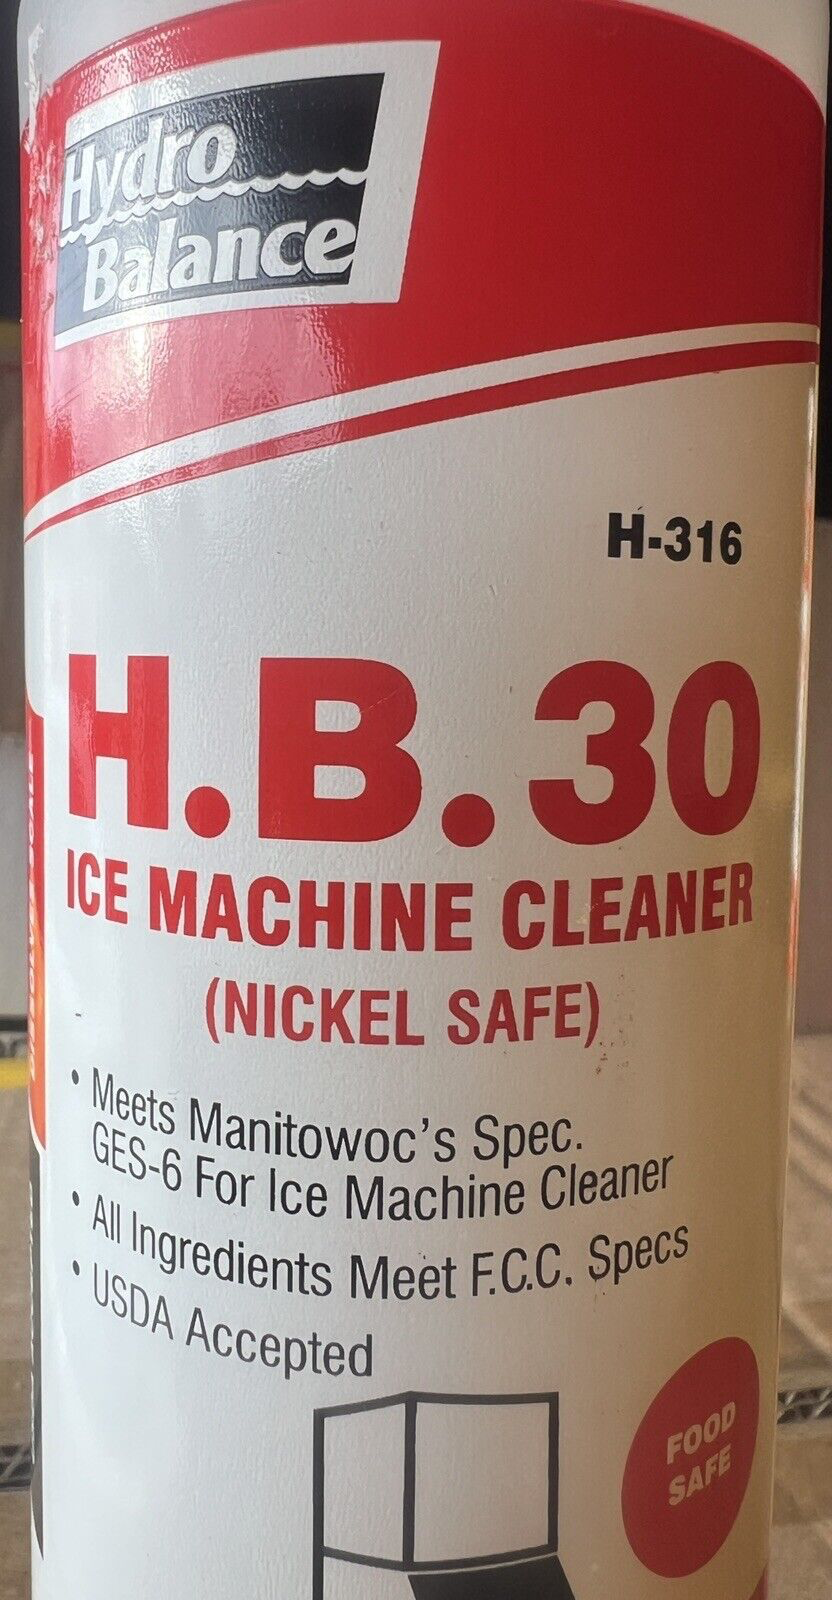 Hydro
Balance
H-316
H.B.30
ICE MACHINE CLEANER
(NICKEL SAFE)
• Meets Manitowoc's Spec.
GES-6 For Ice Machine Cleaner
• All Ingredients Meet F.C.C. Specs
• USDA Accepted
FOOD
SAFE